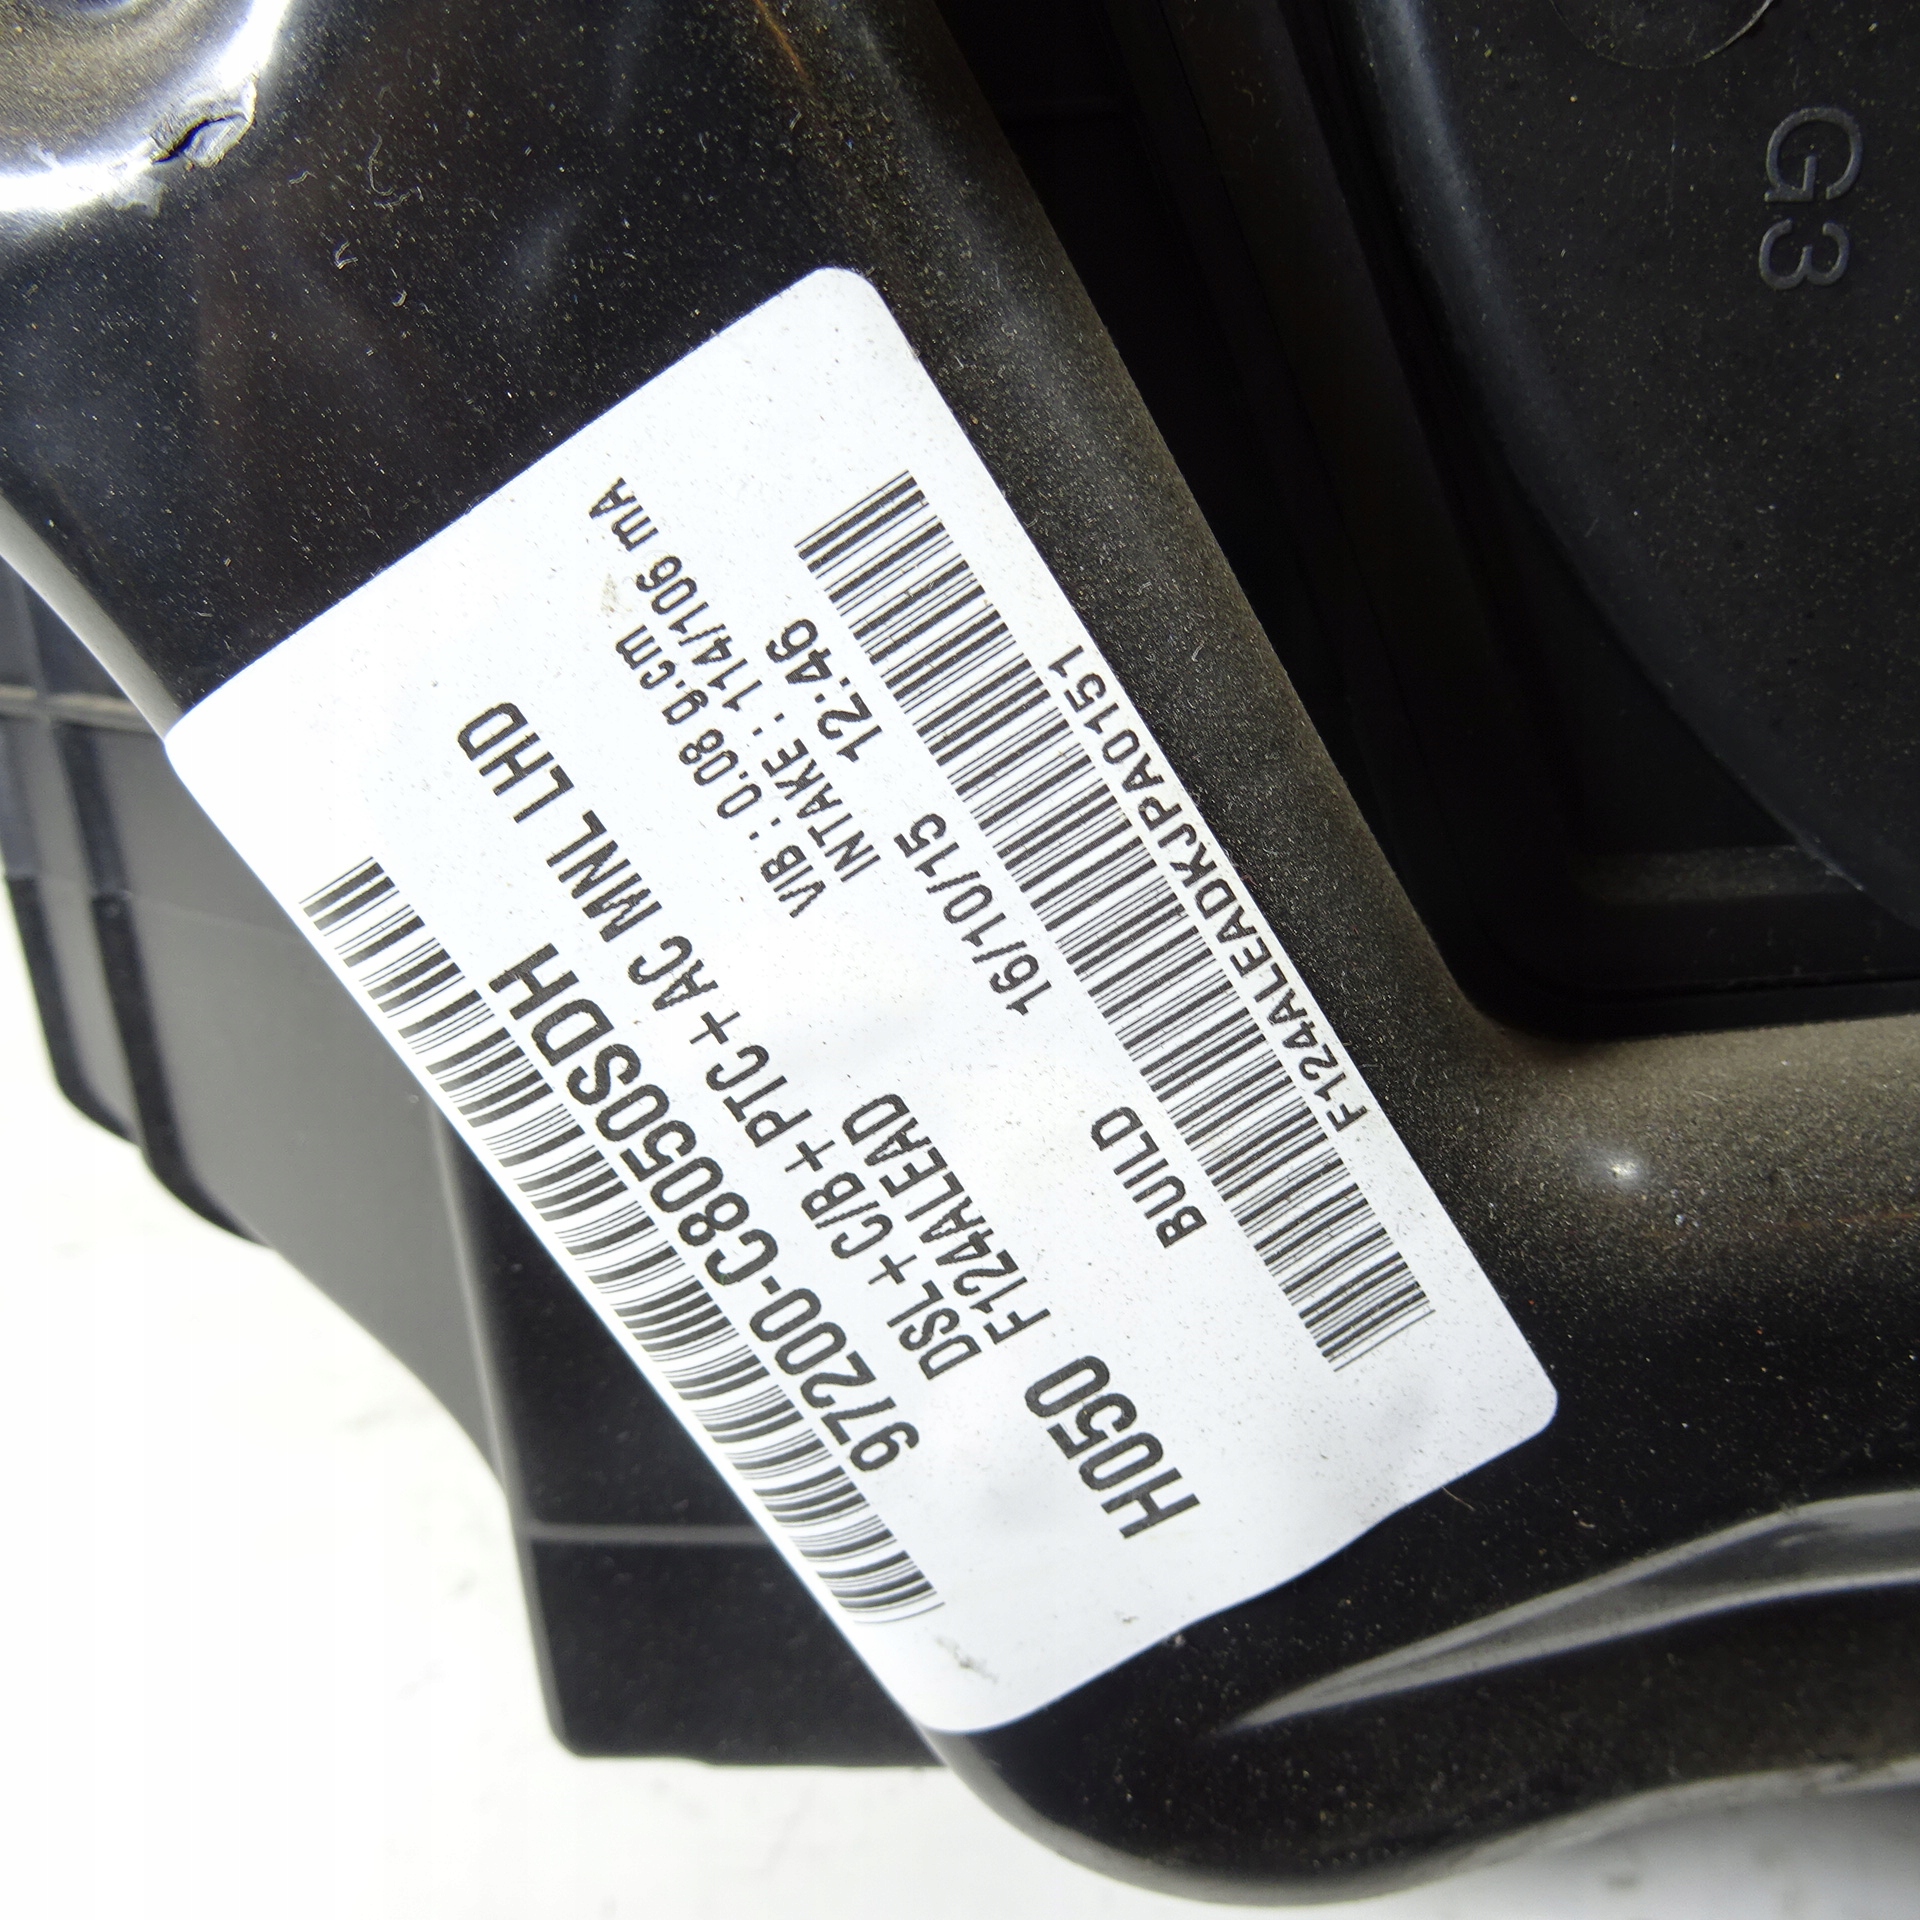 97200-C8050SDH
DSL + C/B + PTC + AC MNL LHD
F124ALEAD
H050
VIB : 0.08 g.cm
INTAKE : 114/106 mA
BUILD 16/10/15 12:46
F124ALEADKJPA0151
G3